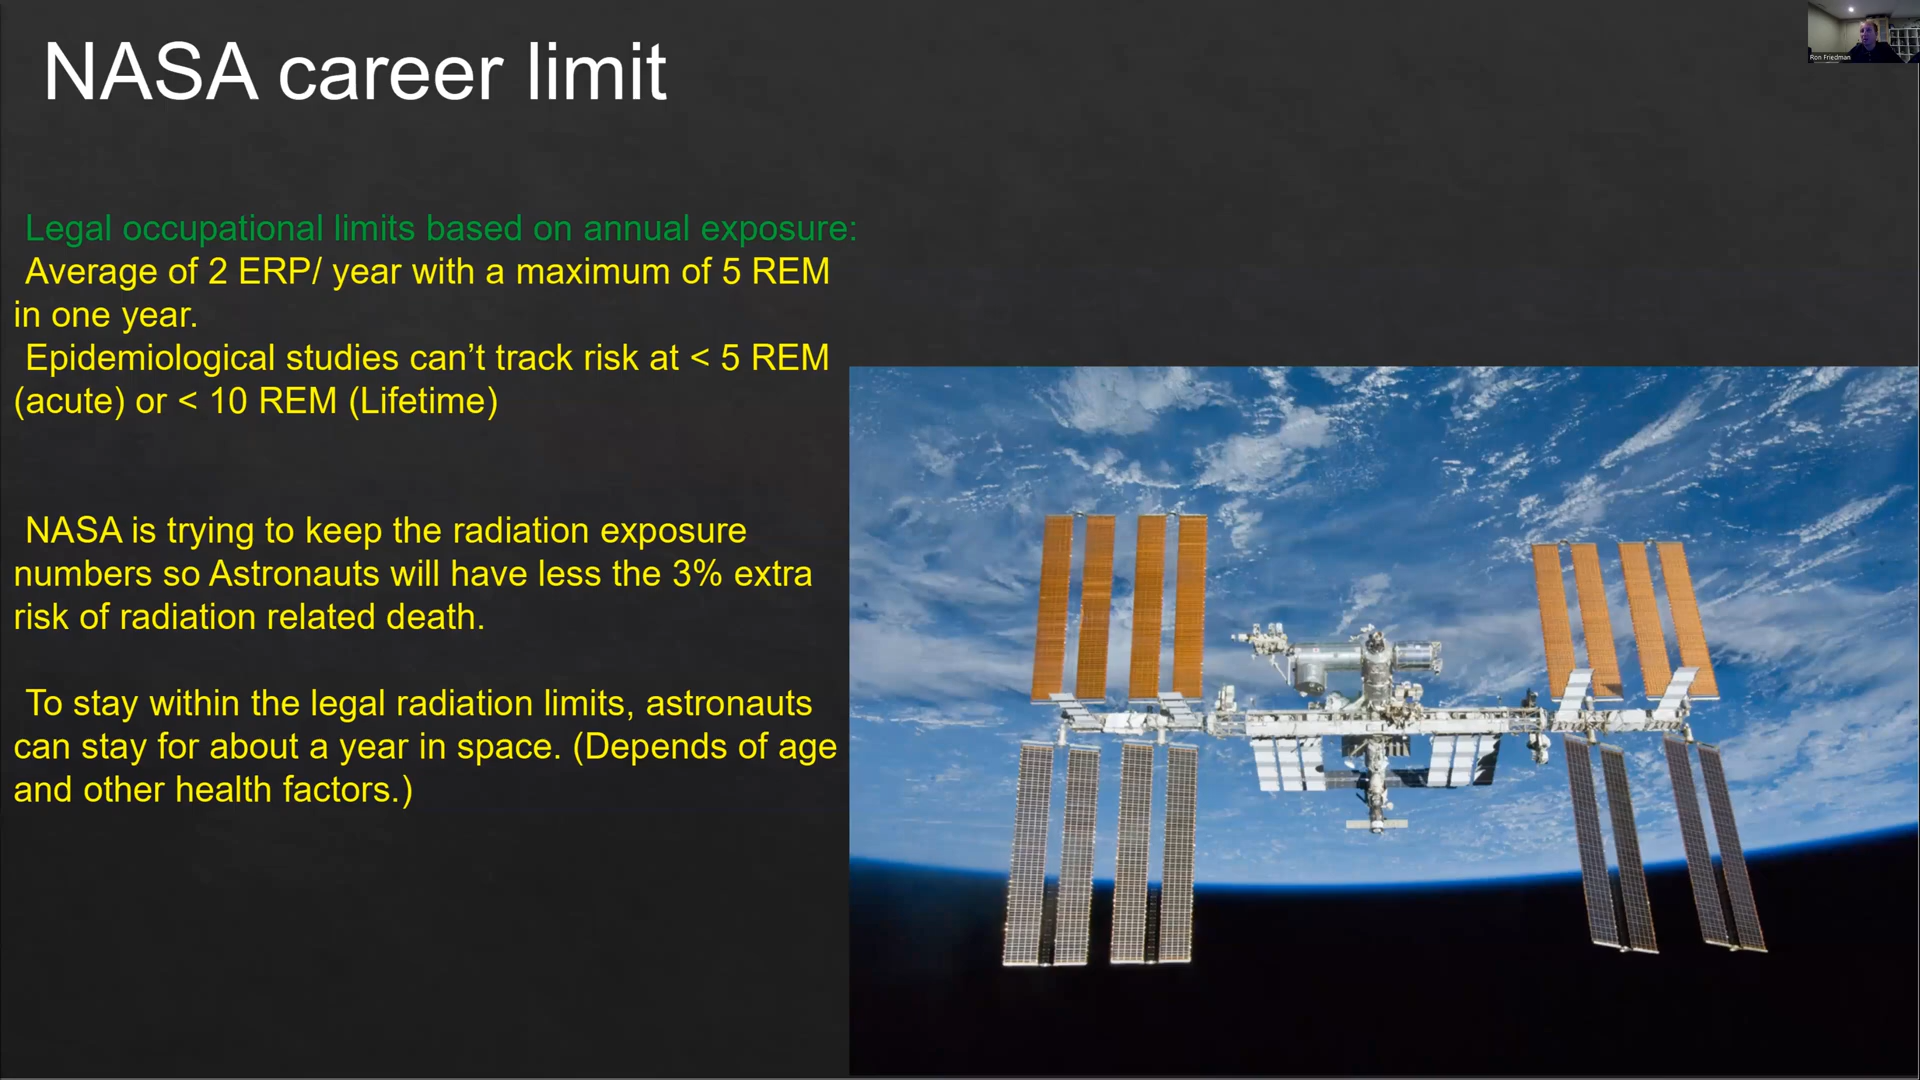 NASA career limit
Ron Friedman
Legal occupational limits based on annual exposure:
Average of 2 ERP/ year with a maximum of 5 REM
in one year.
Epidemiological studies can’t track risk at < 5 REM
(acute) or < 10 REM (Lifetime)
NASA is trying to keep the radiation exposure
numbers so Astronauts will have less the 3% extra
risk of radiation related death.
To stay within the legal radiation limits, astronauts
can stay for about a year in space. (Depends of age
and other health factors.)